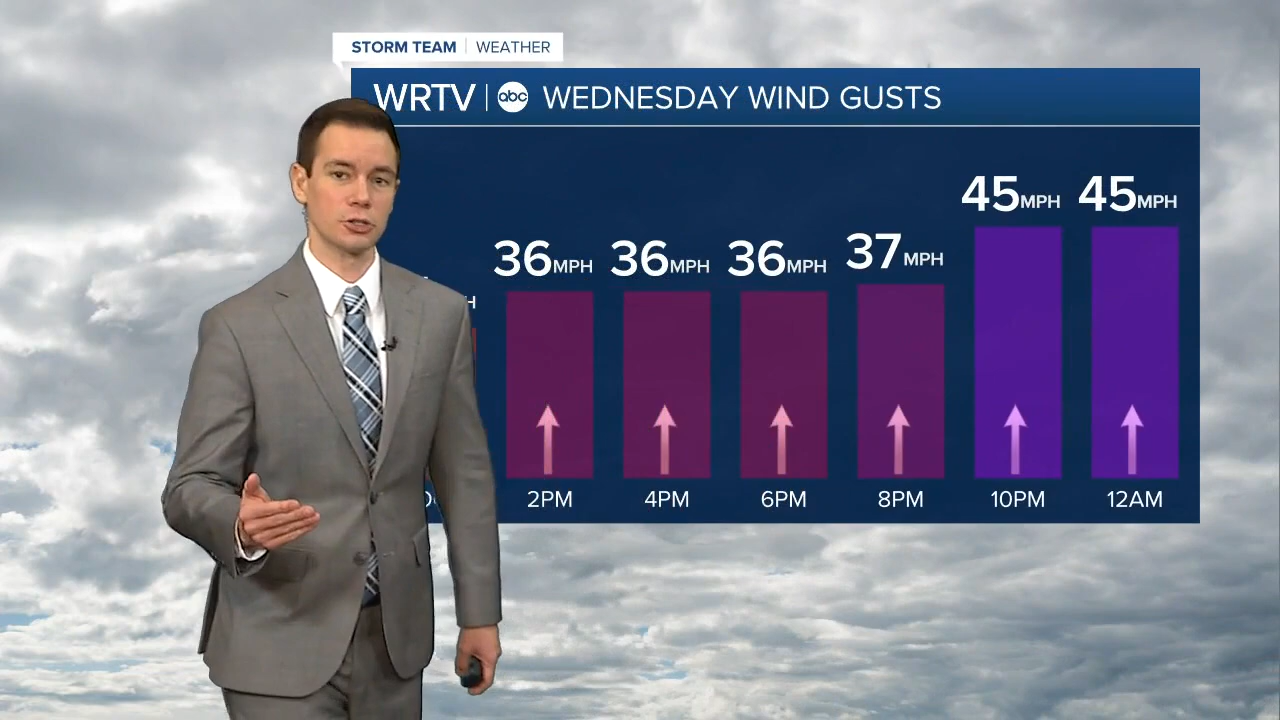 STORM TEAM | WEATHER
WRTV | abc WEDNESDAY WIND GUSTS
36MPH 36MPH 36MPH 37MPH 45MPH 45MPH
2PM 4PM 6PM 8PM 10PM 12AM